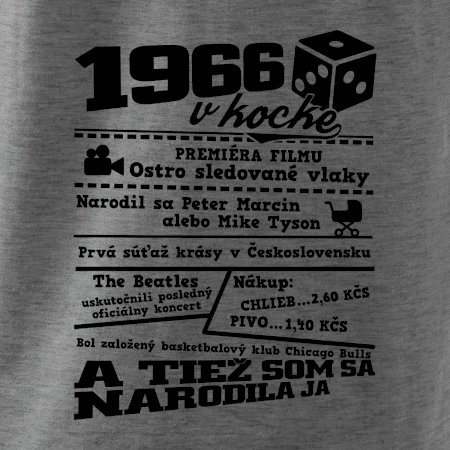 1966
v kocke
PREMIÉRA FILMU
Ostro sledované vlaky
Narodil sa Peter Marcin
alebo Mike Tyson
Prvá súťaž krásy v Československu
The Beatles
uskutočnili posledný
oficiálny koncert
Nákup:
CHLIEB...2,60 KČS
PIVO...1,40 KČS
Bol založený basketbalový klub Chicago Bulls
A TIEŽ SOM SA
NARODILA JA